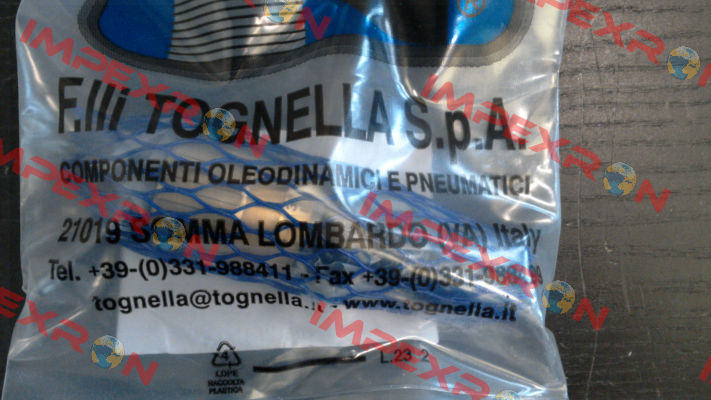 F.lli TOGNELLA S.p.A.
COMPONENTI OLEODINAMICI E PNEUMATICI
21019 SOMMA LOMBARDO (VA) Italy
Tel. +39-(0)331-988411 - Fax +39-(0)331-
tognella@tognella.it - www.tognella.it
4
LDPE
RACCOLTA
PLASTICA
L.23
IMPEXRON